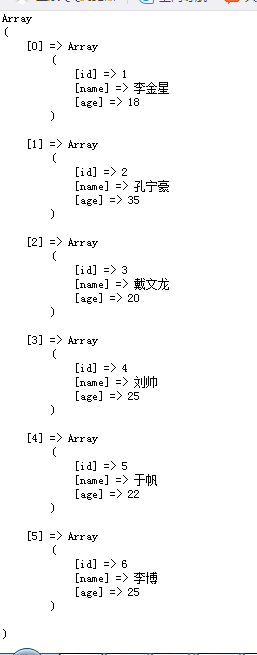 Array
(
    [0] => Array
        (
            [id] => 1
            [name] => 李金星
            [age] => 18
        )

    [1] => Array
        (
            [id] => 2
            [name] => 孔宁豪
            [age] => 35
        )

    [2] => Array
        (
            [id] => 3
            [name] => 戴文龙
            [age] => 20
        )

    [3] => Array
        (
            [id] => 4
            [name] => 刘帅
            [age] => 25
        )

    [4] => Array
        (
            [id] => 5
            [name] => 于帆
            [age] => 22
        )

    [5] => Array
        (
            [id] => 6
            [name] => 李博
            [age] => 25
        )

)